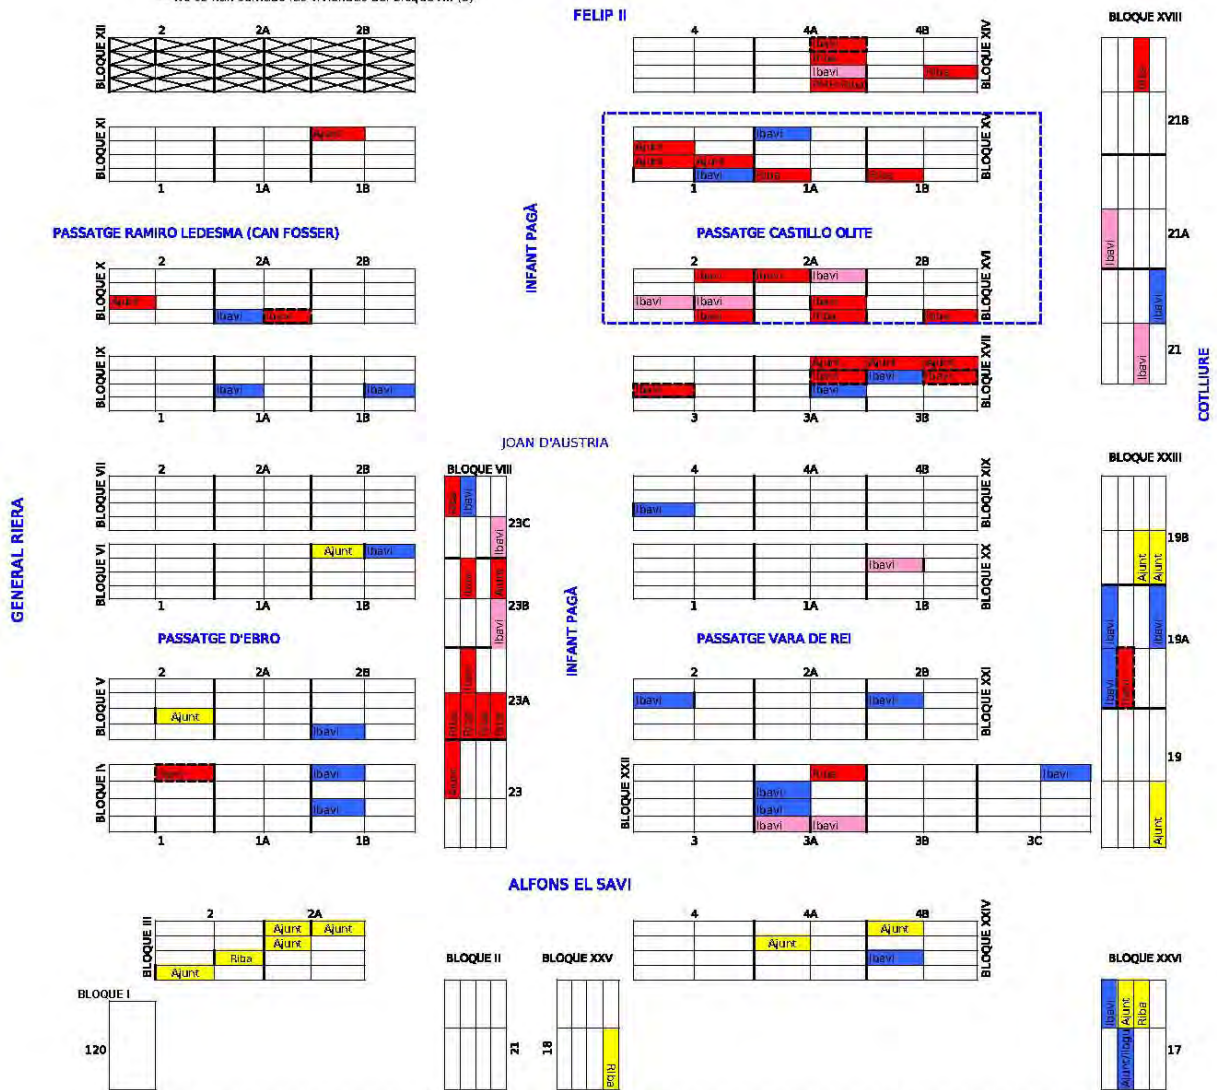 FELIP II
BLOQUE XVIII
2 2A 2B
BLOQUE XII
4 4A 4B
BLOQUE XIV
Ibavi
Riba
Ibavi
Riba
Riba
21B
BLOQUE XI
Ajunt
1 1A 1B
BLOQUE XV
Ibavi
Ajunt
Ajunt Ajunt
Ibavi Riba Riba
1 1A 1B
PASSATGE RAMIRO LEDESMA (CAN FOSSER)
INFANT PAGÀ
PASSATGE CASTILLO OLITE
21A
Ibavi
2 2A 2B
BLOQUE X
Ajunt
Ibavi Ibavi
2 2A 2B
BLOQUE XVI
Ibavi Ibavi Ibavi
Ibavi Ibavi Ibavi
Ibavi Riba Riba
Ibavi
21
Ibavi
COTLLIURE
BLOQUE IX
Ibavi Ibavi
1 1A 1B
BLOQUE XVII
Ajunt Ajunt Ajunt
Ibavi Ibavi Ibavi
Ibavi Ibavi
3 3A 3B
JOAN D'AUSTRIA
GENERAL RIERA
BLOQUE VII
2 2A 2B
BLOQUE VIII
Riba
Ibavi
23C
Ibavi
4 4A 4B
BLOQUE XIX
Ibavi
BLOQUE XXIII
19B
Ajunt
Ajunt
BLOQUE VI
Ajunt Ibavi
1 1A 1B
Ajunt
23B
Ibavi
INFANT PAGÀ
BLOQUE XX
Ibavi
1 1A 1B
Ibavi
Ibavi
19A
Ibavi
Ibavi
PASSATGE D'EBRO
PASSATGE VARA DE REI
2 2A 2B
BLOQUE V
Ajunt
Ibavi
23A
Riba
Riba
Riba
Riba
2A 2B
BLOQUE XXI
Ibavi Ibavi
19
BLOQUE IV
Ibavi
Ibavi
1 1A 1B
Ajunt
23
BLOQUE XXII
Ajunt Ibavi
Ibavi
Ibavi
Ibavi Ibavi
3A 3B 3C
Ajunt
ALFONS EL SAVI
2 2A
BLOQUE III
Ajunt Ajunt
Ajunt
Riba
Ajunt
4 4A 4B
BLOQUE XXIV
Ajunt
Ajunt
Ibavi
BLOQUE I
120
BLOQUE II
21
BLOQUE XXV
18
Riba
BLOQUE XXVI
Ibavi
Ajunt
Riba
17